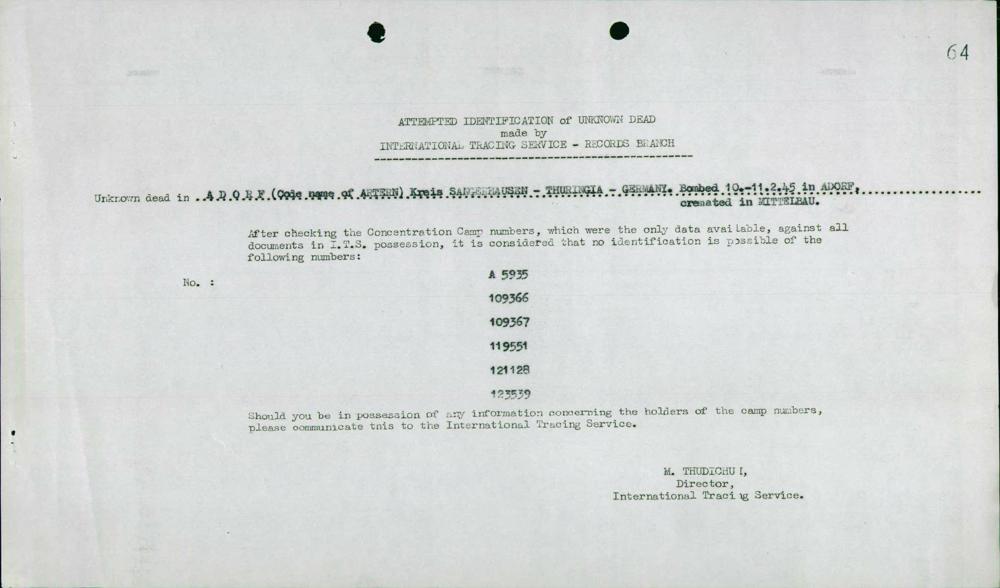 64
ATTEMPTED IDENTIFICATION of UNKNOWN DEAD
made by
INTERNATIONAL TRACING SERVICE - RECORDS BRANCH
Unknown dead in ..A D O R F (Code name of ARTERN) Kreis SANGERHAUSEN - THURINGIA - GERMANY. Bombed 10.-11.2.45 in ADORF,
cremated in MITTELBAU.
After checking the Concentration Camp numbers, which were the only data available, against all
documents in I.T.S. possession, it is considered that no identification is possible of the
following numbers:
No. :
A 5935
109366
109367
119551
121128
123539
Should you be in possession of any information concerning the holders of the camp numbers,
please communicate this to the International Tracing Service.
M. THUDICHUM,
Director,
International Tracing Service.